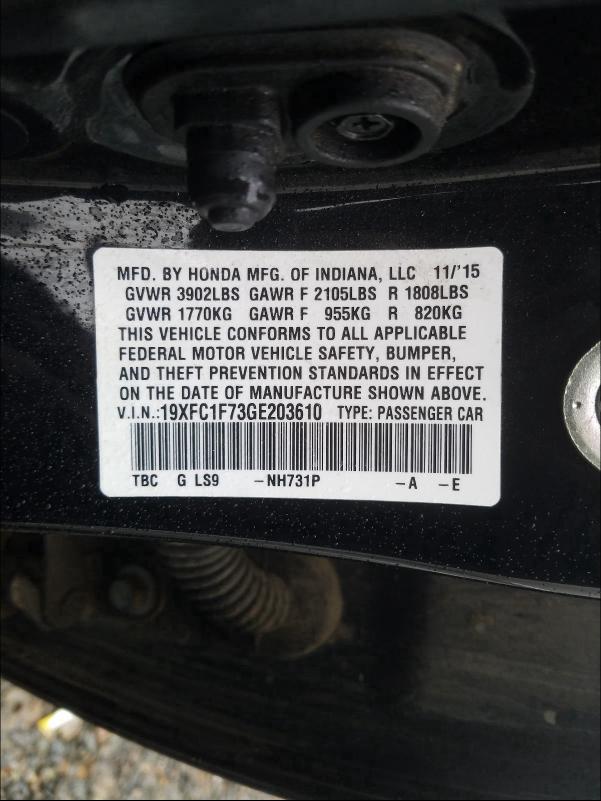 MFD. BY HONDA MFG. OF INDIANA, LLC 11/'15
GVWR 3902LBS GAWR F 2105LBS R 1808LBS
GVWR 1770KG GAWR F 955KG R 820KG
THIS VEHICLE CONFORMS TO ALL APPLICABLE
FEDERAL MOTOR VEHICLE SAFETY, BUMPER,
AND THEFT PREVENTION STANDARDS IN EFFECT
ON THE DATE OF MANUFACTURE SHOWN ABOVE.
V.I.N.:19XFC1F73GE203610 TYPE: PASSENGER CAR
TBC G LS9 -NH731P -A -E